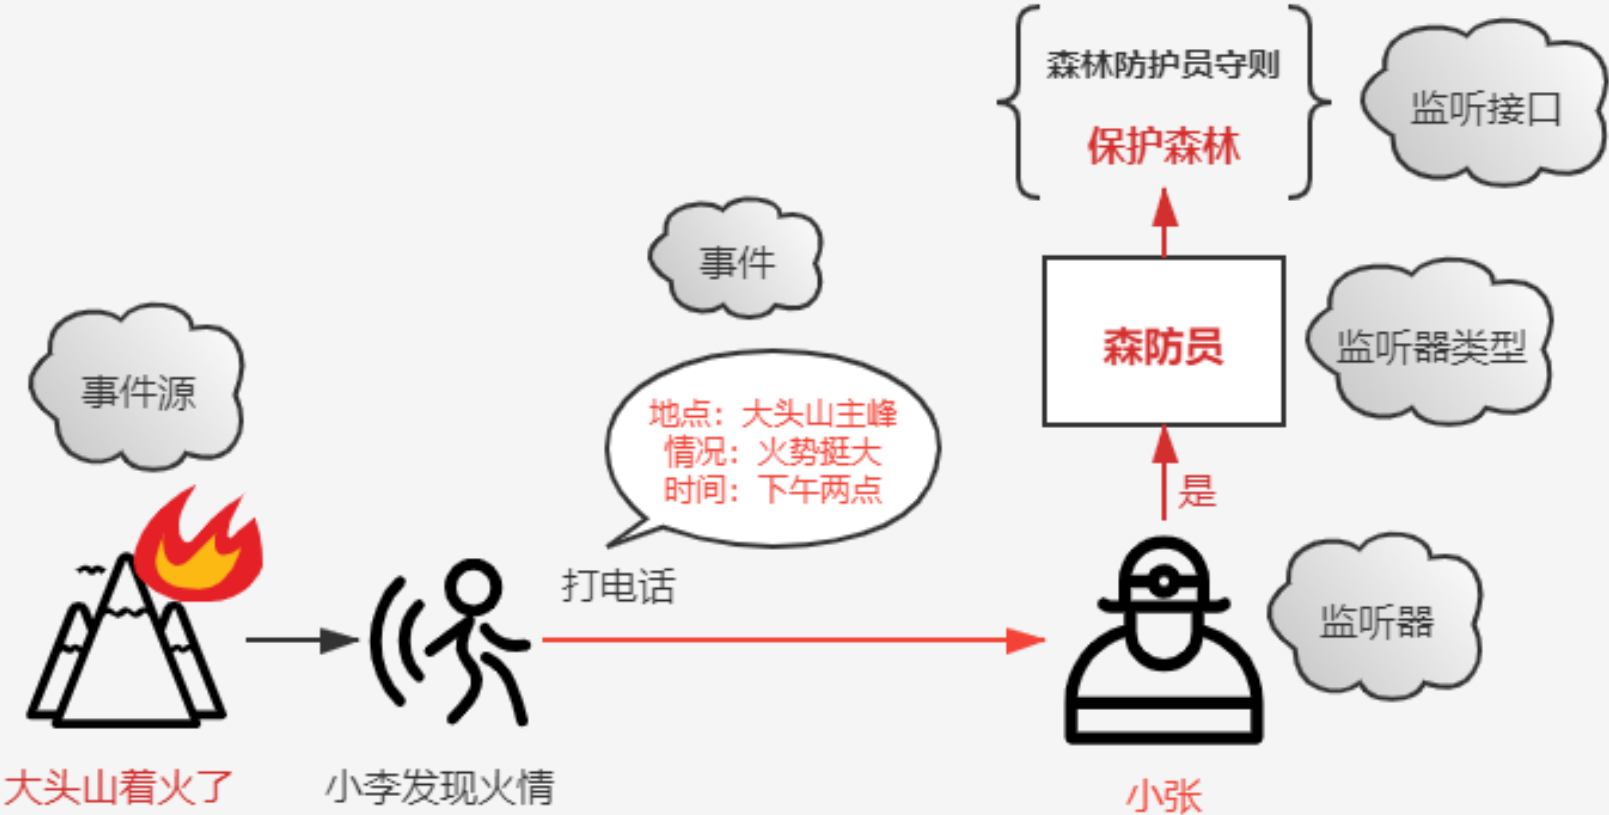 森林防护员守则
保护森林
监听接口
事件
森防员
监听器类型
事件源
地点：大头山主峰
情况：火势挺大
时间：下午两点
是
打电话
监听器
大头山着火了
小李发现火情
小张